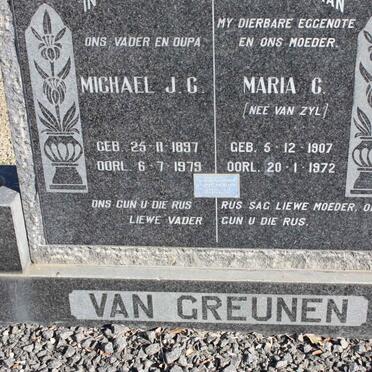 IN
ONS VADER EN OUPA
MICHAEL J. G.
GEB. 25-11-1897
OORL. 6-7-1979
ONS GUN U DIE RUS
LIEWE VADER
MY DIERBARE EGGENOTE
EN ONS MOEDER
MARIA C.
(NEE VAN ZYL)
GEB. 5-12-1907
OORL. 20-1-1972
RUS SAG LIEWE MOEDER,
GUN U DIE RUS.
VAN GREUNEN